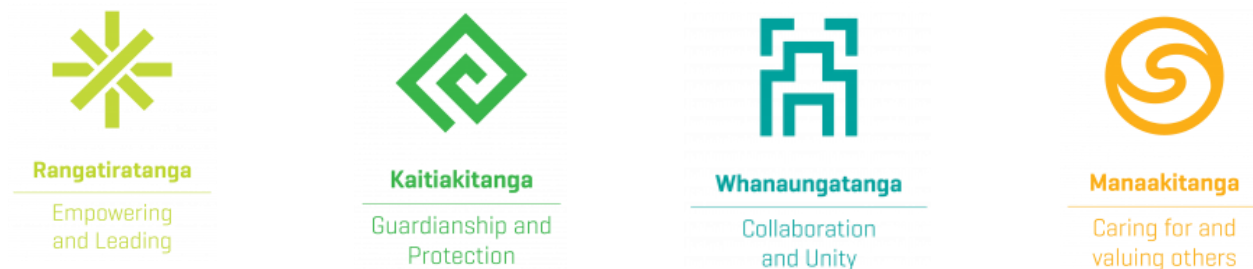 Rangatiratanga
Empowering
and Leading
Kaitiakitanga
Guardianship and
Protection
Whanaungatanga
Collaboration
and Unity
Manaakitanga
Caring for and
valuing others